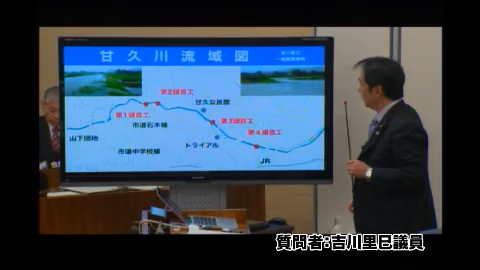 甘久川流域図
第2頭首工
甘久公民館
第1頭首工
第3頭首工
市道石木線
第4頭首工
山下団地
トライアル
市道中学校線
JR
質問者:吉川里巳議員